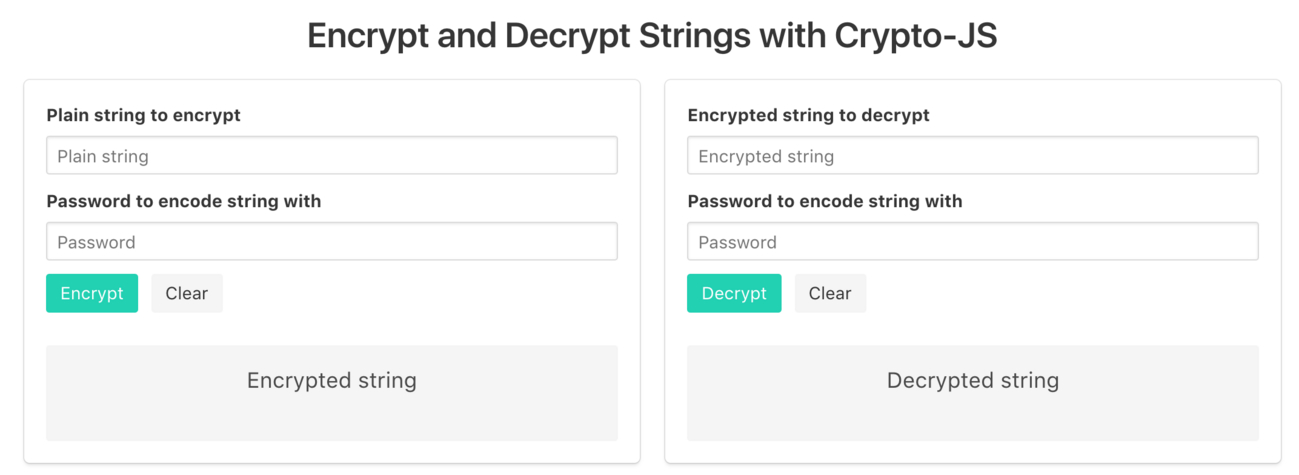 Encrypt and Decrypt Strings with Crypto-JS
Plain string to encrypt
Plain string
Password to encode string with
Password
Encrypt Clear
Encrypted string
Encrypted string to decrypt
Encrypted string
Password to encode string with
Password
Decrypt Clear
Decrypted string